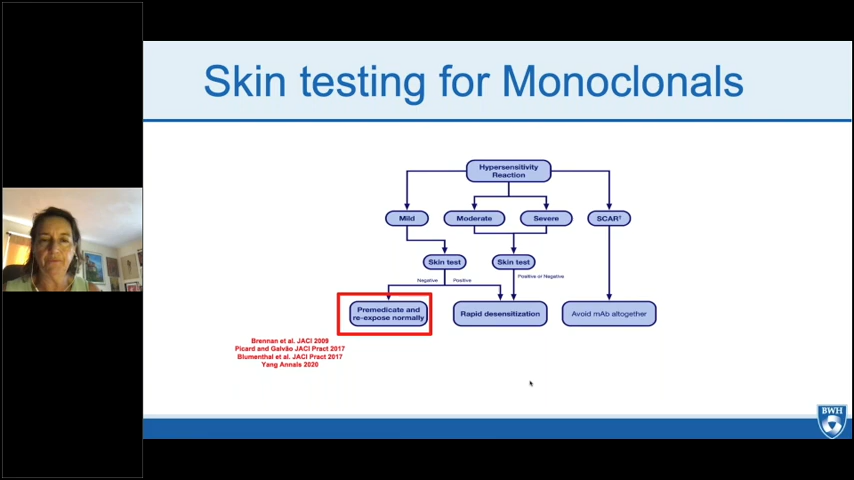 Skin testing for Monoclonals
Hypersensitivity
Reaction
Mild
Moderate
Severe
SCAR†
Skin test
Skin test
Negative
Positive
Positive or Negative
Premedicate and
re-expose normally
Rapid desensitization
Avoid mAb altogether
Brennan et al. JACI 2009
Picard and Galvão JACI Pract 2017
Blumenthal et al. JACI Pract 2017
Yang Annals 2020
BWH